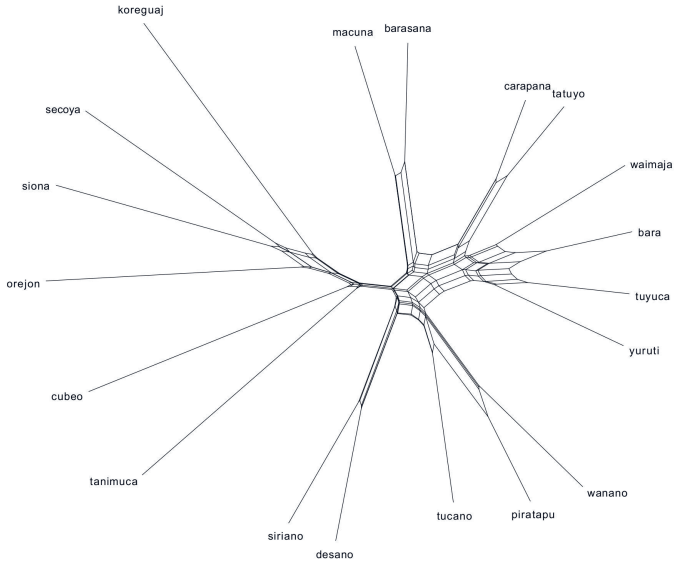 koreguaj
macuna
barasana
carapana
tatuyo
secoya
waimaja
siona
bara
orejon
tuyuca
yuruti
cubeo
tanimuca
wanano
tucano
piratapu
siriano
desano